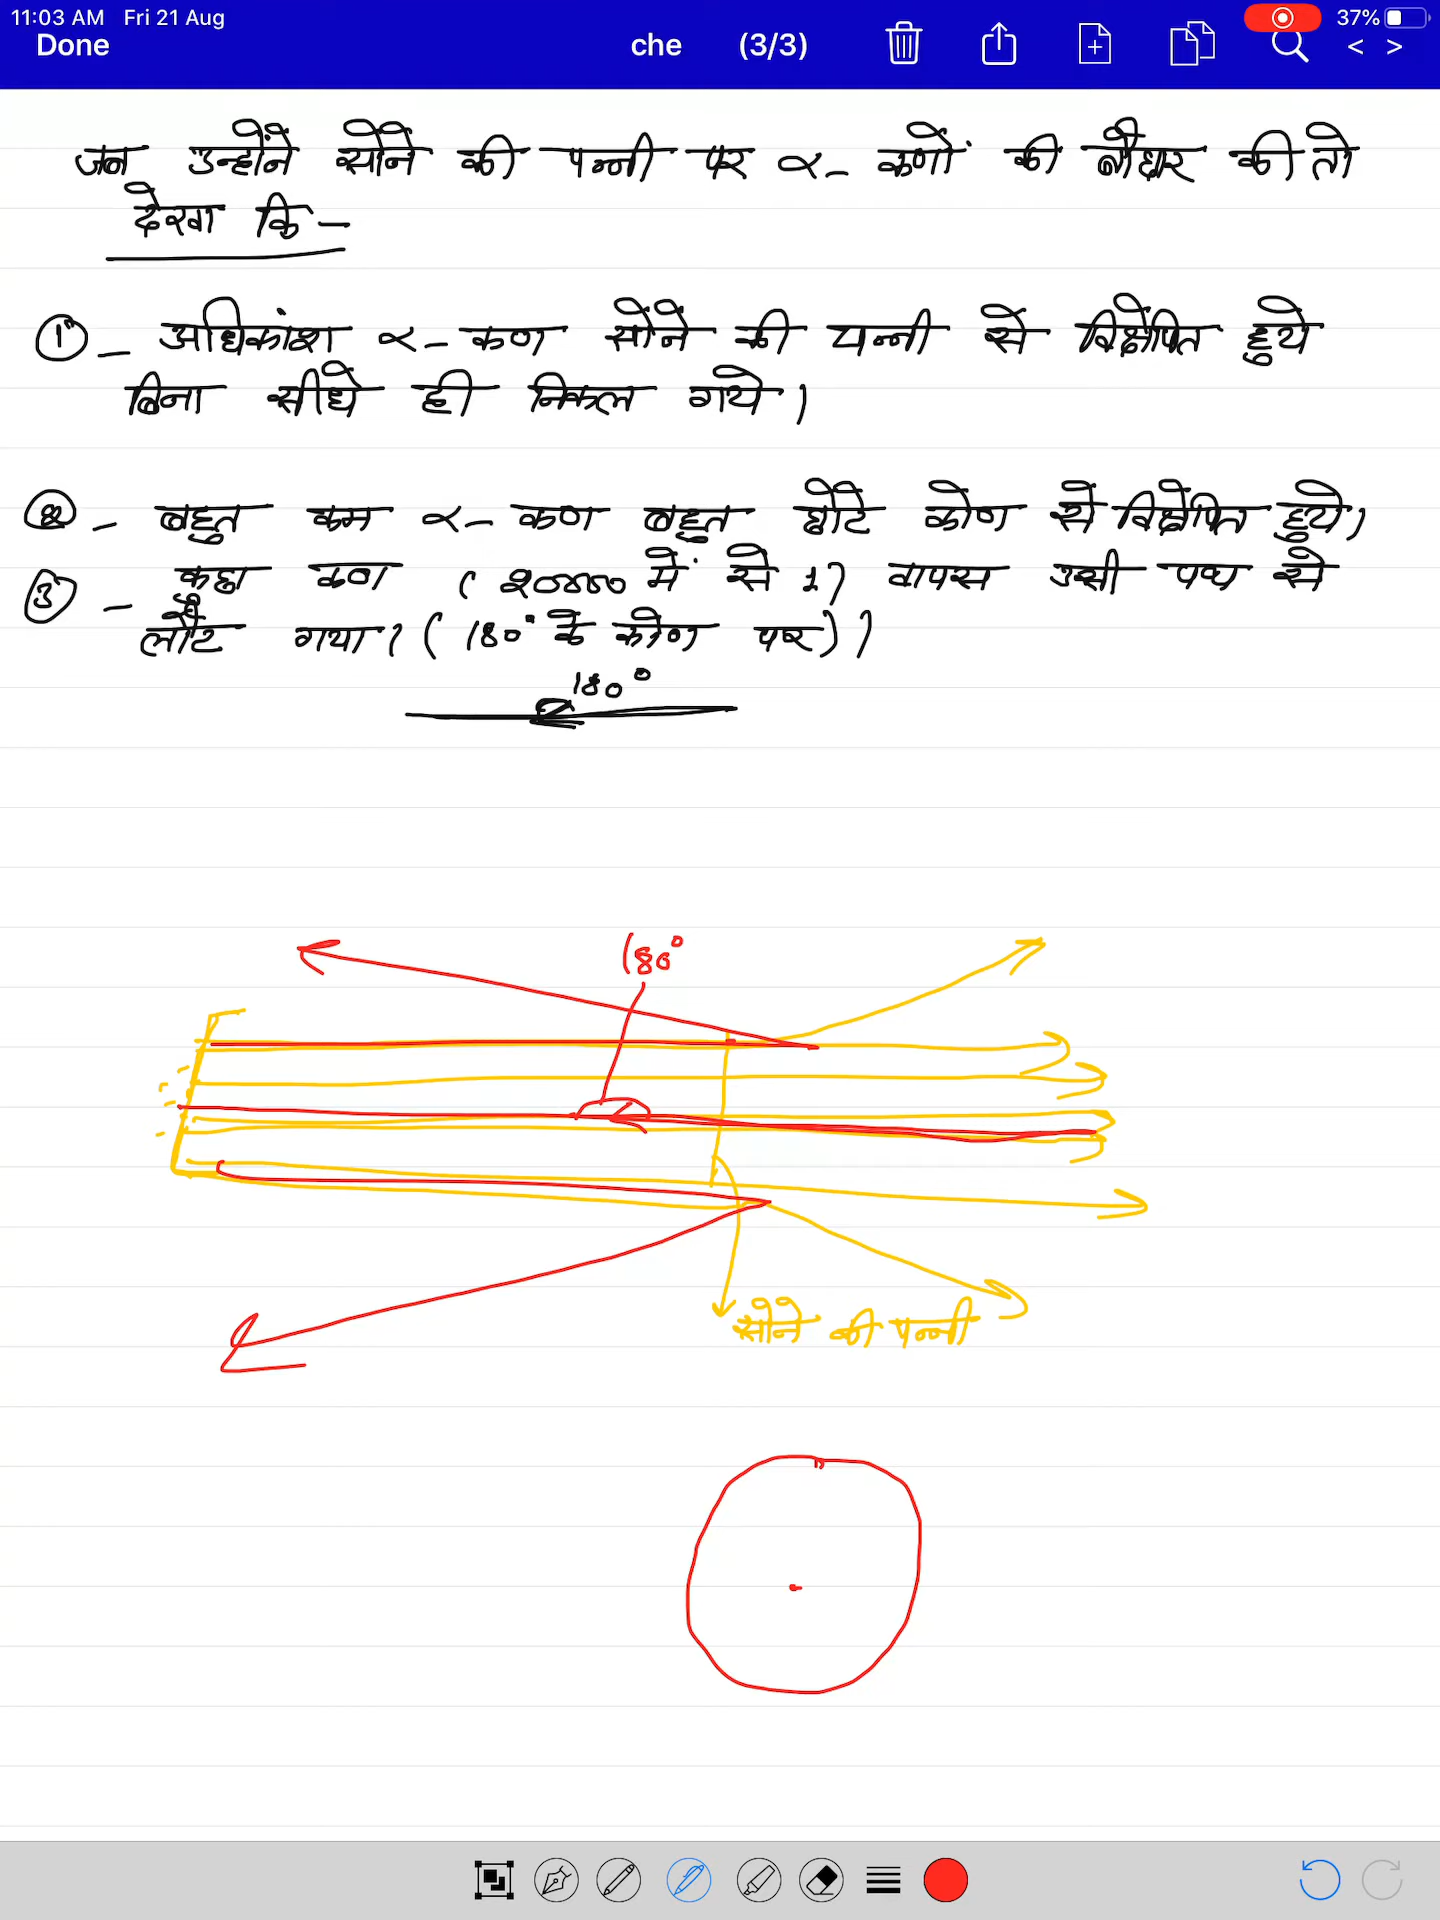 11:03 AM Fri 21 Aug 37%
Done che (3/3) < >
जब उन्होंने सोने की पन्नी पर α- कणों की बौछार की तो
देखा कि –
① – अधिकांश α- कण सोने की पन्नी से विक्षेपित हुये
बिना सीधे ही निकल गये।
② – बहुत कम α- कण बहुत छोटे कोण से विक्षेपित हुये।
③ – कुछ कण ( 20000 में से 1) वापस उसी पथ से
लौट गया। ( 180° के कोण पर)।
180°
180°
सोने की पन्नी